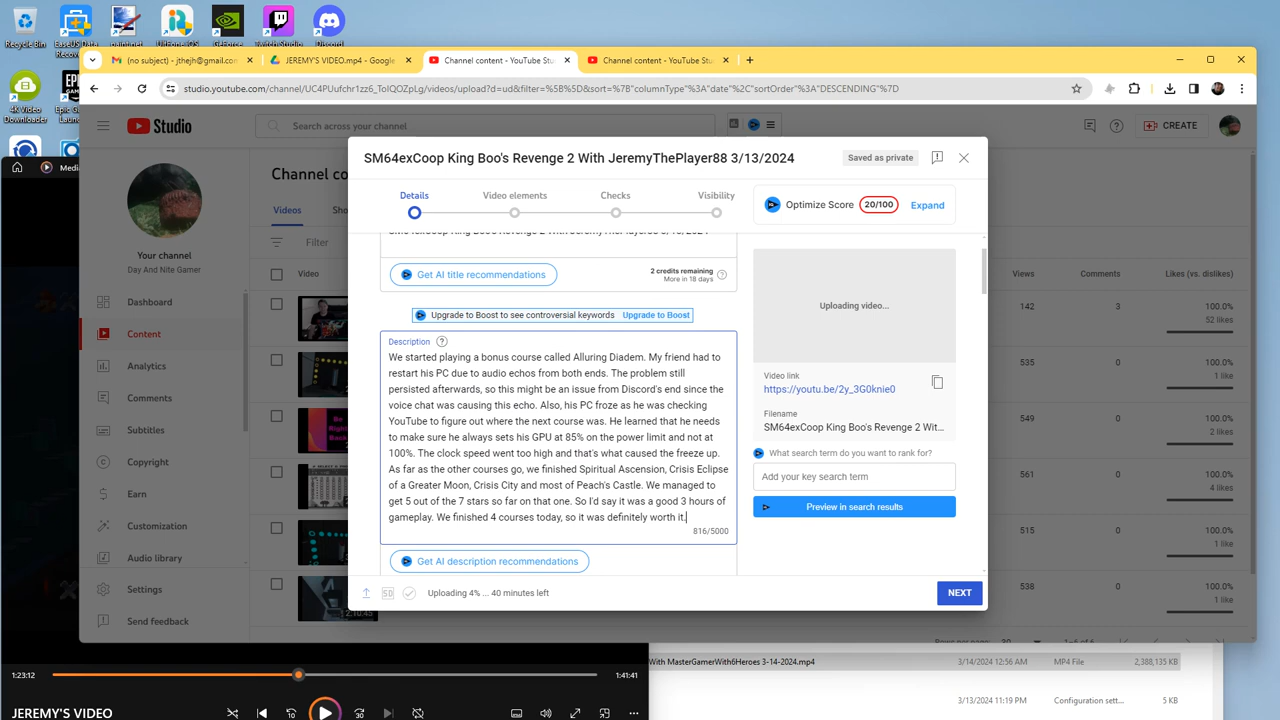 Recycle Bin
EaseUS Data
Recov...
paint.net
UltFone iOS
GeForce
Twitch Studio
Discord
(no subject) - jthejh@gmail.com
JEREMY'S VIDEO.mp4 - Google
Channel content - YouTube Stu
Channel content - YouTube Stu
studio.youtube.com/channel/UC4PUufchr1zz6_TolQOZpLg/videos/upload?d=ud&filter=%5B%5D&sort=%7B"columnType"%3A"date"%2C"sortOrder"%3A"DESCENDING"%7D
4K Video
Downloader
Studio
Search across your channel
CREATE
Media
SM64exCoop King Boo's Revenge 2 With JeremyThePlayer88 3/13/2024
Saved as private
Channel con
Details
Video elements
Checks
Visibility
Optimize Score
20/100
Expand
Videos
Sho
Filter
Get AI title recommendations
2 credits remaining
More in 18 days
Your channel
Day And Nite Gamer
Video
Views
Comments
Likes (vs. dislikes)
Upgrade to Boost to see controversial keywords
Upgrade to Boost
Uploading video...
Description
We started playing a bonus course called Alluring Diadem. My friend had to
restart his PC due to audio echos from both ends. The problem still
persisted afterwards, so this might be an issue from Discord's end since the
voice chat was causing this echo. Also, his PC froze as he was checking
YouTube to figure out where the next course was. He learned that he needs
to make sure he always sets his GPU at 85% on the power limit and not at
100%. The clock speed went too high and that's what caused the freeze up.
As far as the other courses go, we finished Spiritual Ascension, Crisis Eclipse
of a Greater Moon, Crisis City and most of Peach's Castle. We managed to
get 5 out of the 7 stars so far on that one. So I'd say it was a good 3 hours of
gameplay. We finished 4 courses today, so it was definitely worth it.
816/5000
Get AI description recommendations
Video link
https://youtu.be/2y_3G0knie0
Filename
SM64exCoop King Boo's Revenge 2 Wit...
What search term do you want to rank for?
Add your key search term
Preview in search results
Dashboard
Content
Analytics
Comments
Subtitles
Copyright
Earn
Customization
Audio library
Settings
Send feedback
142
3
100.0%
52 likes
535
0
100.0%
1 like
549
0
100.0%
2 likes
561
0
100.0%
4 likes
515
0
100.0%
1 like
538
0
100.0%
1 like
2:10:45
Uploading 4% ... 40 minutes left
NEXT
With MasterGamerWith6Heroes 3-14-2024.mp4
3/14/2024 12:56 AM
MP4 File
2,388,135 KB
3/13/2024 11:19 PM
Configuration sett...
5 KB
1:23:12
1:41:41
JEREMY'S VIDEO